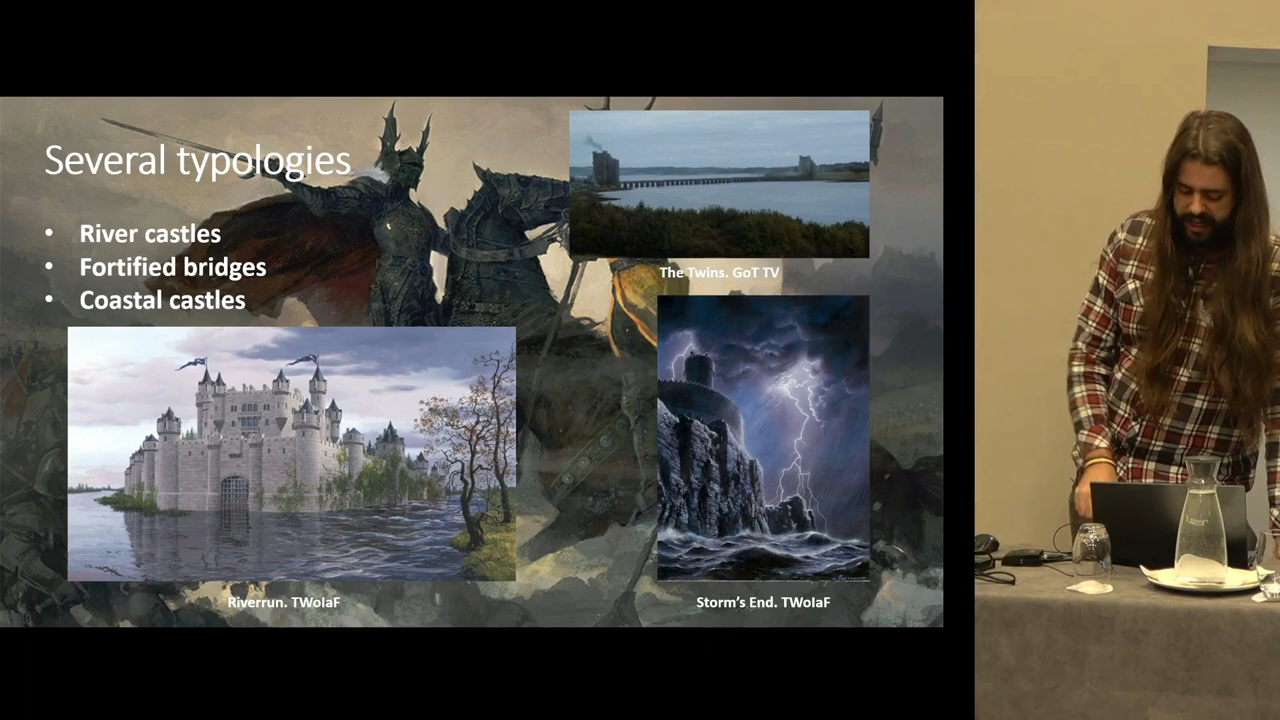 Several typologies
• River castles
• Fortified bridges
• Coastal castles
The Twins. GoT TV
Riverrun. TWoIaF
Storm's End. TWoIaF